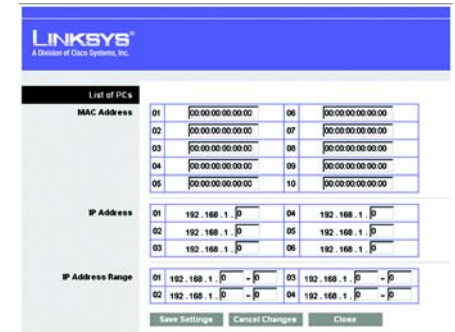 LINKSYS®
A Division of Cisco Systems, Inc.
List of PCs
MAC Address
01 00:00:00:00:00:00 06 00:00:00:00:00:00
02 00:00:00:00:00:00 07 00:00:00:00:00:00
03 00:00:00:00:00:00 08 00:00:00:00:00:00
04 00:00:00:00:00:00 09 00:00:00:00:00:00
05 00:00:00:00:00:00 10 00:00:00:00:00:00
IP Address
01 192.168.1.0 04 192.168.1.0
02 192.168.1.0 05 192.168.1.0
03 192.168.1.0 06 192.168.1.0
IP Address Range
01 192.168.1.0 - 0 03 192.168.1.0 - 0
02 192.168.1.0 - 0 04 192.168.1.0 - 0
Save Settings Cancel Changes Close